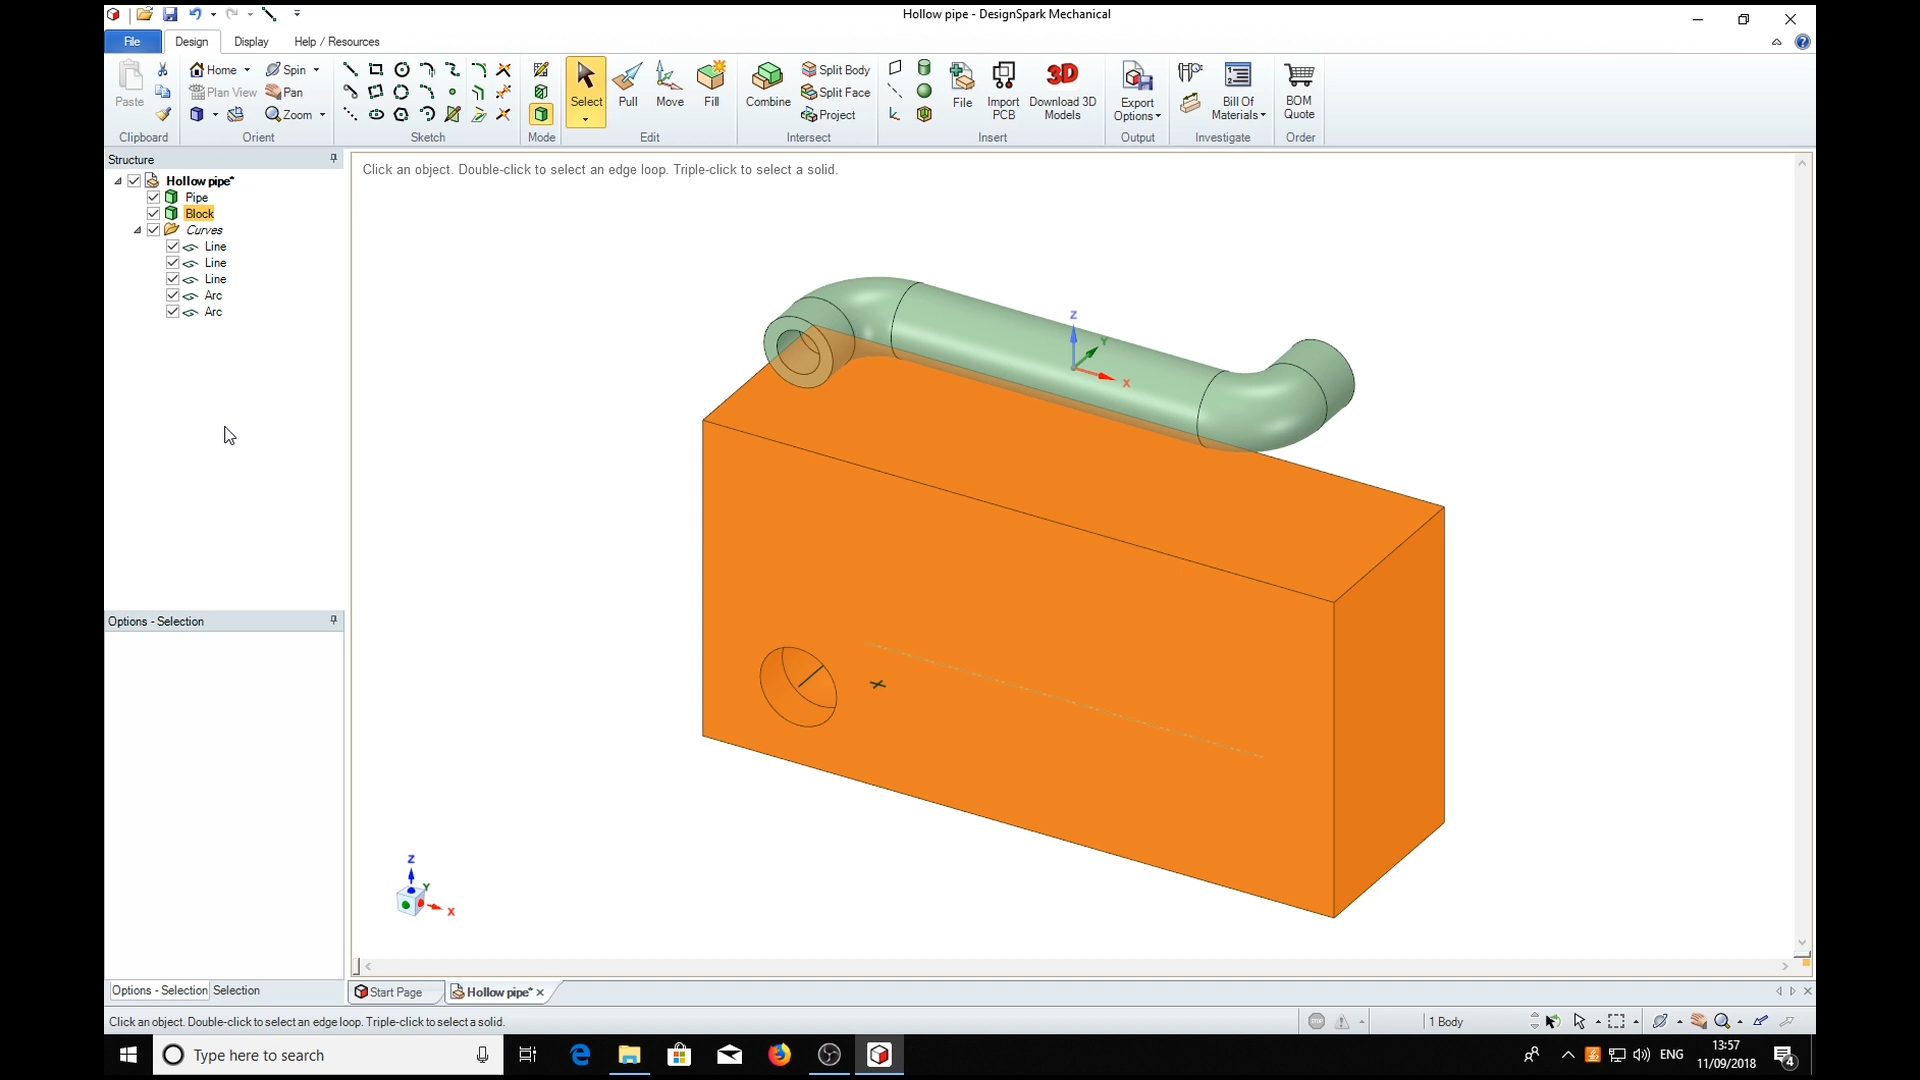 Hollow pipe - DesignSpark Mechanical
File Design Display Help / Resources
Paste Home Spin Split Body
Plan View Pan Select Pull Move Fill Combine Split Face File Import PCB Download 3D Models Export Options Bill Of Materials BOM Quote
Zoom Project
3D
Clipboard Orient Sketch Mode Edit Intersect Insert Output Investigate Order
Structure
Click an object. Double-click to select an edge loop. Triple-click to select a solid.
Hollow pipe*
Pipe
Block
Curves
Line
Line
Line
Arc
Arc
Z
Y
X
Options - Selection
Z
Y
X
Options - Selection Selection
Start Page Hollow pipe*
Click an object. Double-click to select an edge loop. Triple-click to select a solid.
1 Body
Type here to search
ENG
13:57
11/09/2018
4